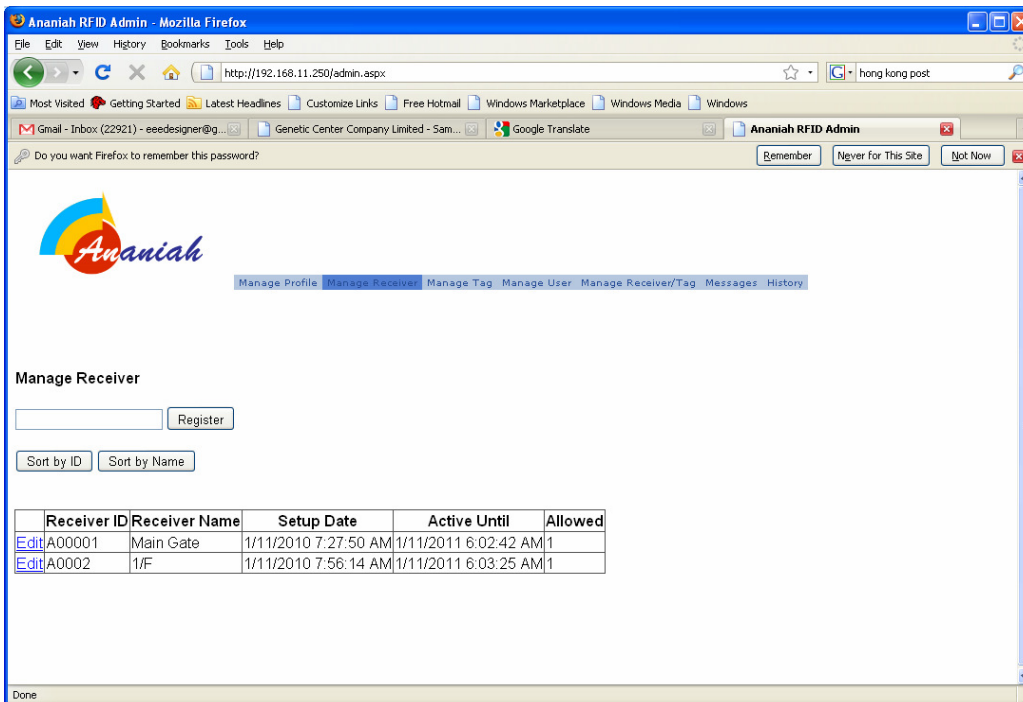 Ananiah RFID Admin - Mozilla Firefox
File Edit View History Bookmarks Tools Help
http://192.168.11.250/admin.aspx G hong kong post
Most Visited Getting Started Latest Headlines Customize Links Free Hotmail Windows Marketplace Windows Media Windows
Gmail - Inbox (22921) - eeedesigner@g... Genetic Center Company Limited - Sam... Google Translate Ananiah RFID Admin
Do you want Firefox to remember this password? Remember Never for This Site Not Now
Ananiah
Manage Profile Manage Receiver Manage Tag Manage User Manage Receiver/Tag Messages History
Manage Receiver
Register
Sort by ID Sort by Name
Receiver ID Receiver Name Setup Date Active Until Allowed
Edit A00001 Main Gate 1/11/2010 7:27:50 AM 1/11/2011 6:02:42 AM 1
Edit A0002 1/F 1/11/2010 7:56:14 AM 1/11/2011 6:03:25 AM 1
Done